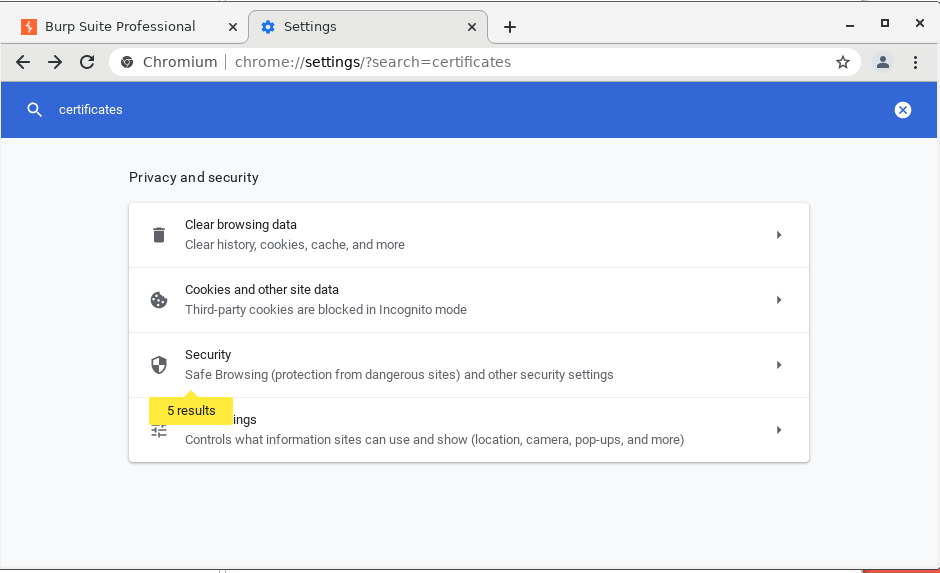 Burp Suite Professional
Settings
Chromium | chrome://settings/?search=certificates
certificates
Privacy and security
Clear browsing data
Clear history, cookies, cache, and more
Cookies and other site data
Third-party cookies are blocked in Incognito mode
Security
Safe Browsing (protection from dangerous sites) and other security settings
5 results
ings
Controls what information sites can use and show (location, camera, pop-ups, and more)